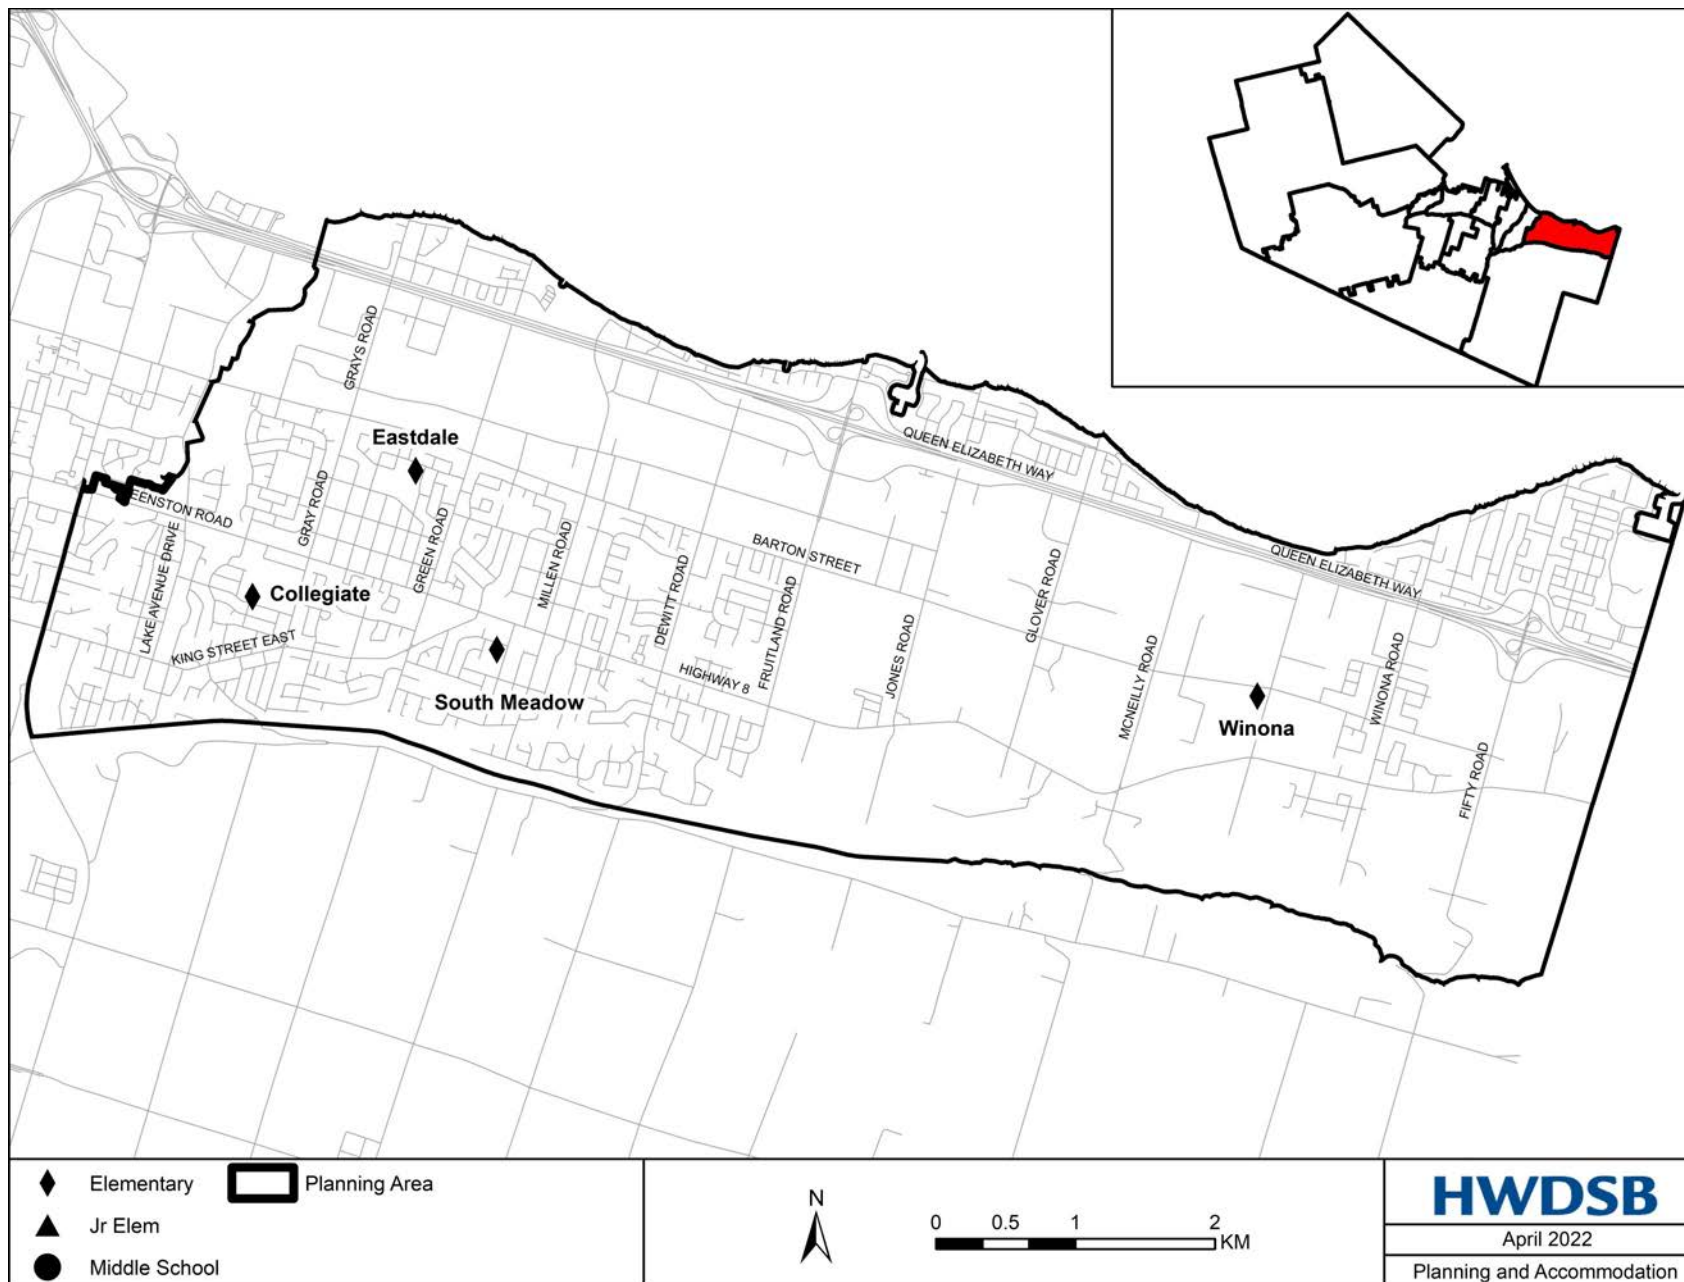 GRAYS ROAD
Eastdale
QUEEN ELIZABETH WAY
EENSTON ROAD
GRAY ROAD
GREEN ROAD
LAKE AVENUE DRIVE
Collegiate
MILLEN ROAD
BARTON STREET
DEWITT ROAD
FRUITLAND ROAD
GLOVER ROAD
QUEEN ELIZABETH WAY
KING STREET EAST
HIGHWAY 8
JONES ROAD
MCNEILLY ROAD
WINONA ROAD
South Meadow
Winona
FIFTY ROAD
Elementary
Planning Area
Jr Elem
Middle School
N
0 0.5 1 2
KM
HWDSB
April 2022
Planning and Accommodation